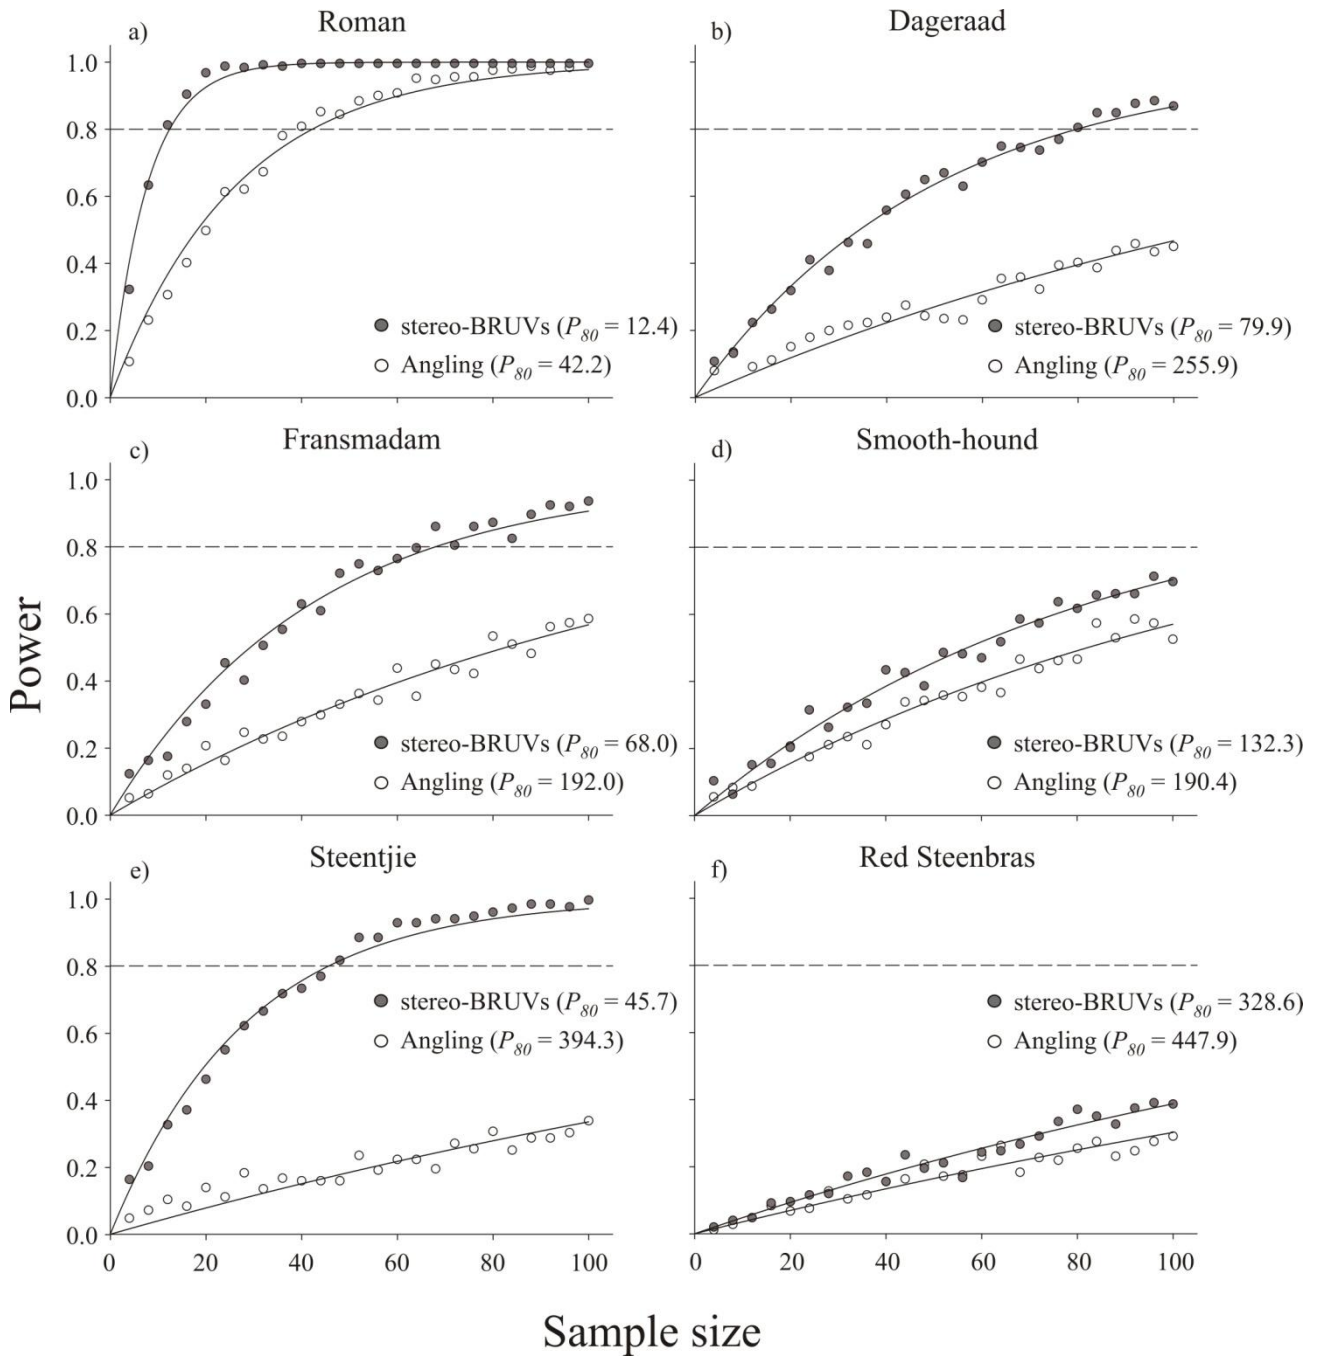 a) Roman
1.0
0.8
0.6
0.4
0.2
0.0
stereo-BRUVs (P80 = 12.4)
Angling (P80 = 42.2)
b) Dageraad
stereo-BRUVs (P80 = 79.9)
Angling (P80 = 255.9)
c) Fransmadam
1.0
0.8
0.6
0.4
0.2
0.0
stereo-BRUVs (P80 = 68.0)
Angling (P80 = 192.0)
d) Smooth-hound
stereo-BRUVs (P80 = 132.3)
Angling (P80 = 190.4)
Power
e) Steentjie
1.0
0.8
0.6
0.4
0.2
0.0
stereo-BRUVs (P80 = 45.7)
Angling (P80 = 394.3)
0 20 40 60 80 100
f) Red Steenbras
stereo-BRUVs (P80 = 328.6)
Angling (P80 = 447.9)
0 20 40 60 80 100
Sample size